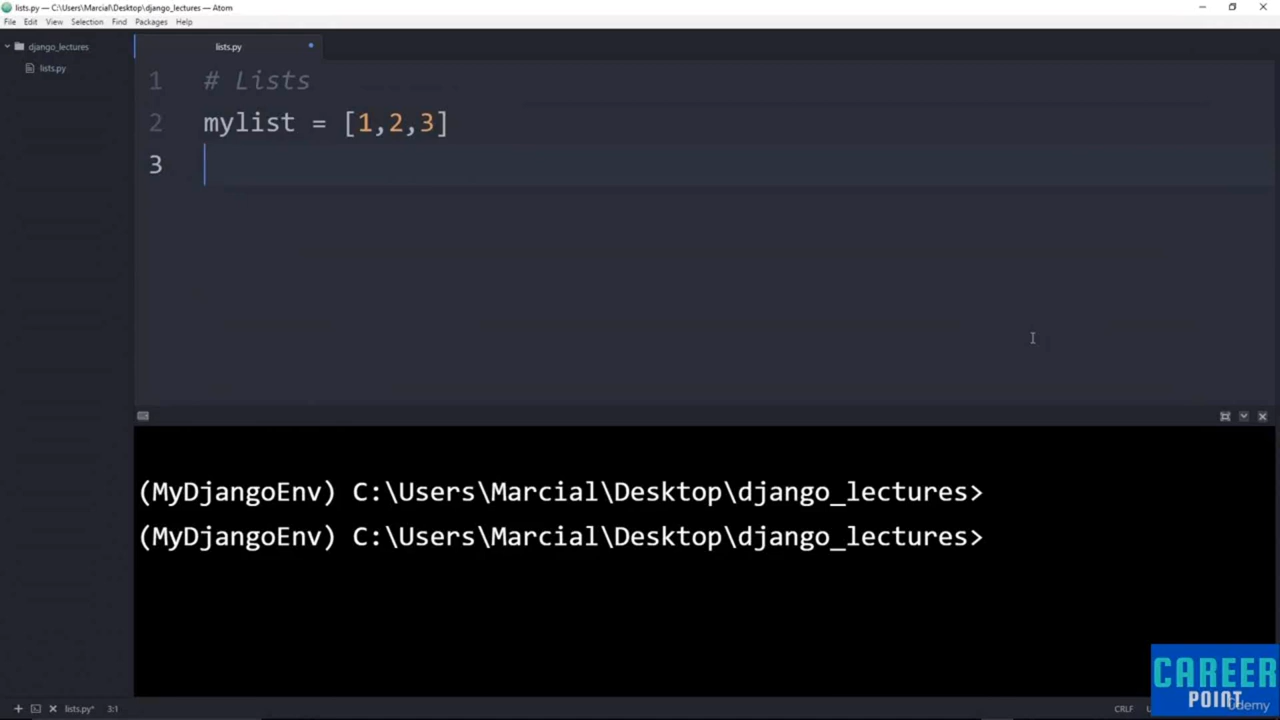 lists.py — C:\Users\Marcial\Desktop\django_lectures — Atom
File Edit View Selection Find Packages Help
django_lectures
lists.py
lists.py
1 # Lists
2 mylist = [1,2,3]
3
(MyDjangoEnv) C:\Users\Marcial\Desktop\django_lectures>
(MyDjangoEnv) C:\Users\Marcial\Desktop\django_lectures>
CAREER
POINT
lists.py* 3:1
CRLF